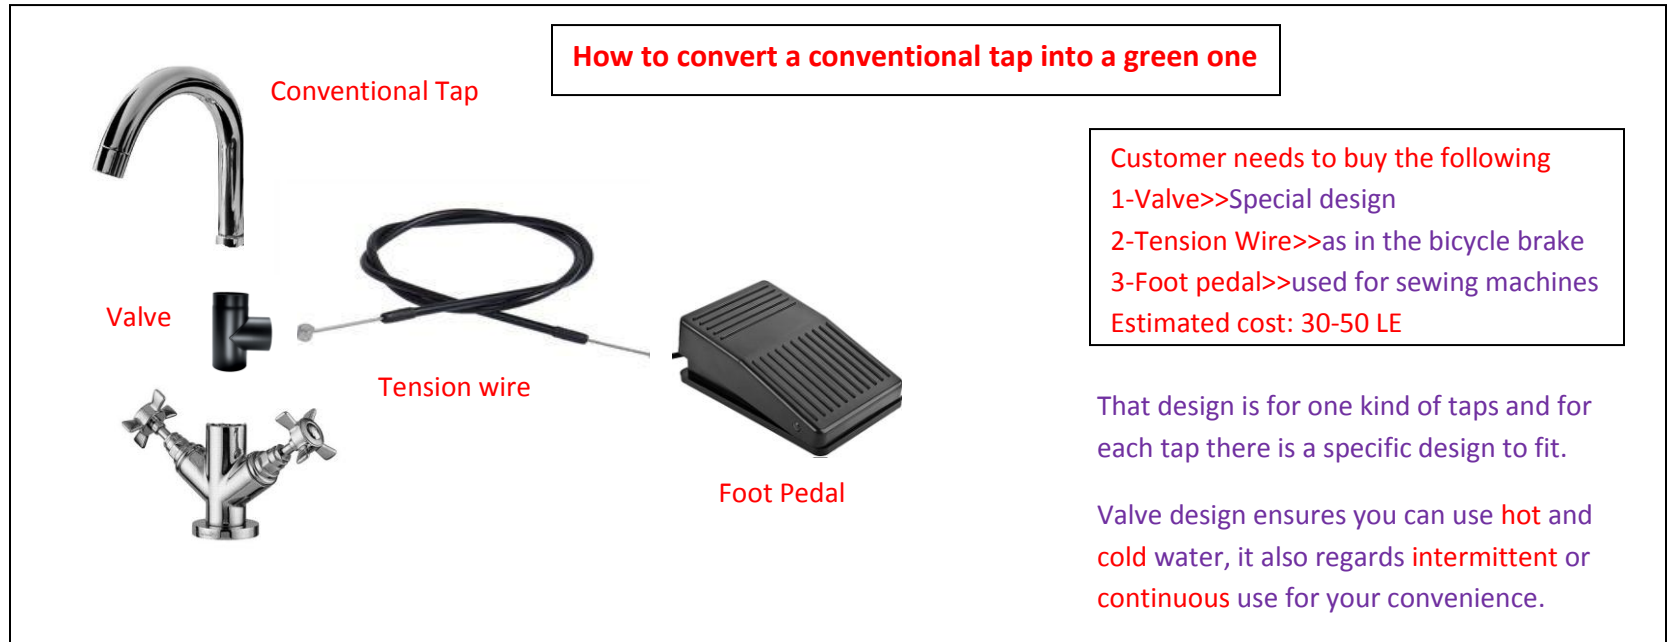 How to convert a conventional tap into a green one
Conventional Tap
Valve
Tension wire
Foot Pedal
Customer needs to buy the following
1-Valve>>Special design
2-Tension Wire>>as in the bicycle brake
3-Foot pedal>>used for sewing machines
Estimated cost: 30-50 LE
That design is for one kind of taps and for
each tap there is a specific design to fit.
Valve design ensures you can use hot and
cold water, it also regards intermittent or
continuous use for your convenience.